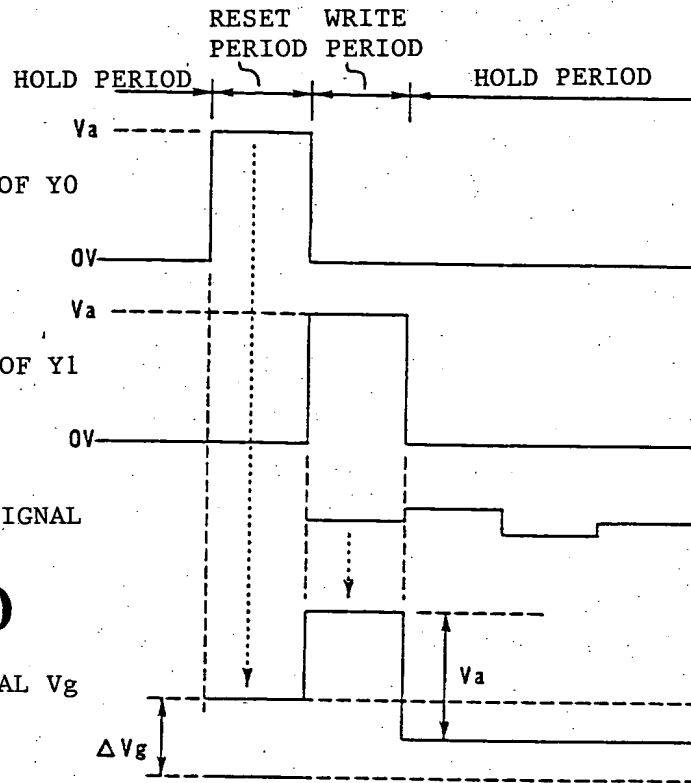 RESET WRITE
PERIOD PERIOD
HOLD PERIOD HOLD PERIOD
Va
OF Y0
0V
Va
OF Y1
0V
IGNAL
AL Vg
Va
ΔVg